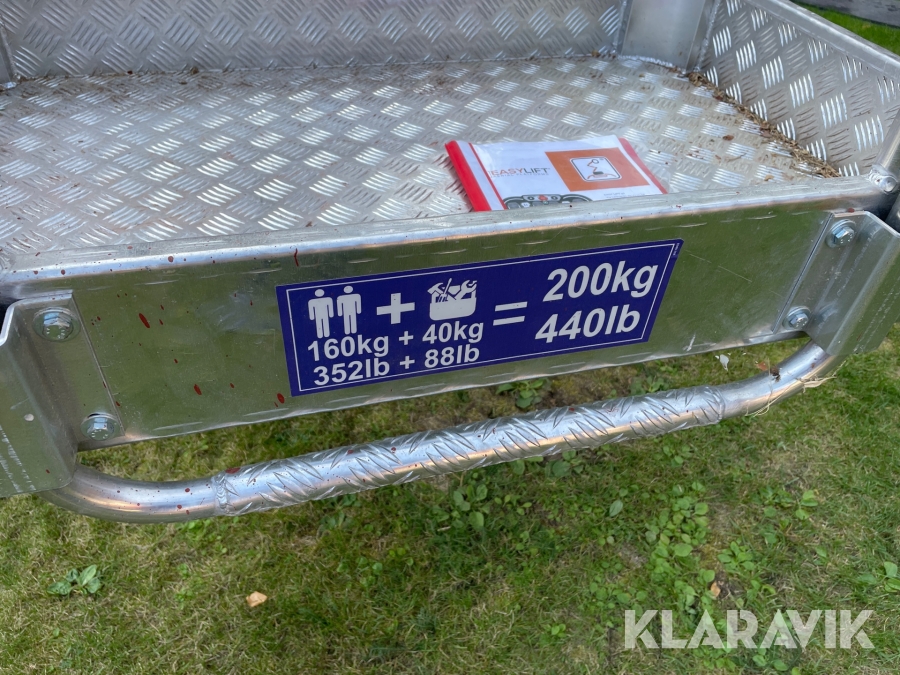 EASYLIFT
160kg + 40kg = 200kg
352lb + 88lb 440lb
KLARAVIK